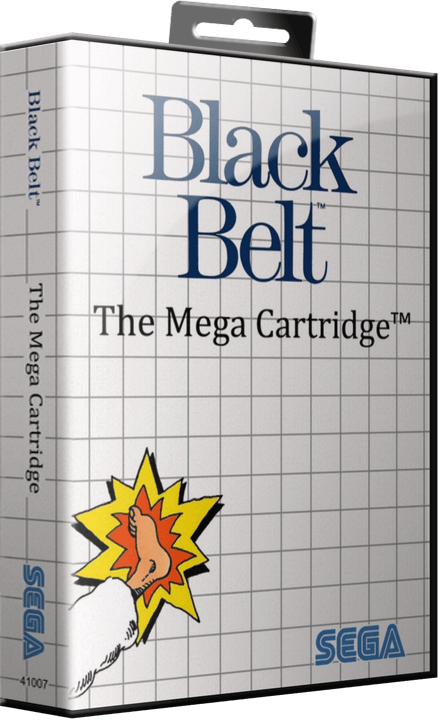 Black
Belt™
The Mega Cartridge™
SEGA
Black Belt™
The Mega Cartridge
SEGA
41007